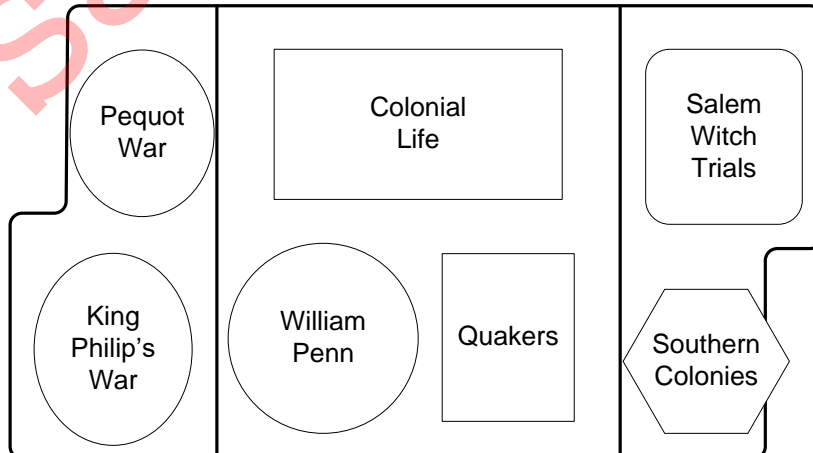 Pequot
War
Colonial
Life
Salem
Witch
Trials
King
Philip's
War
William
Penn
Quakers
Southern
Colonies